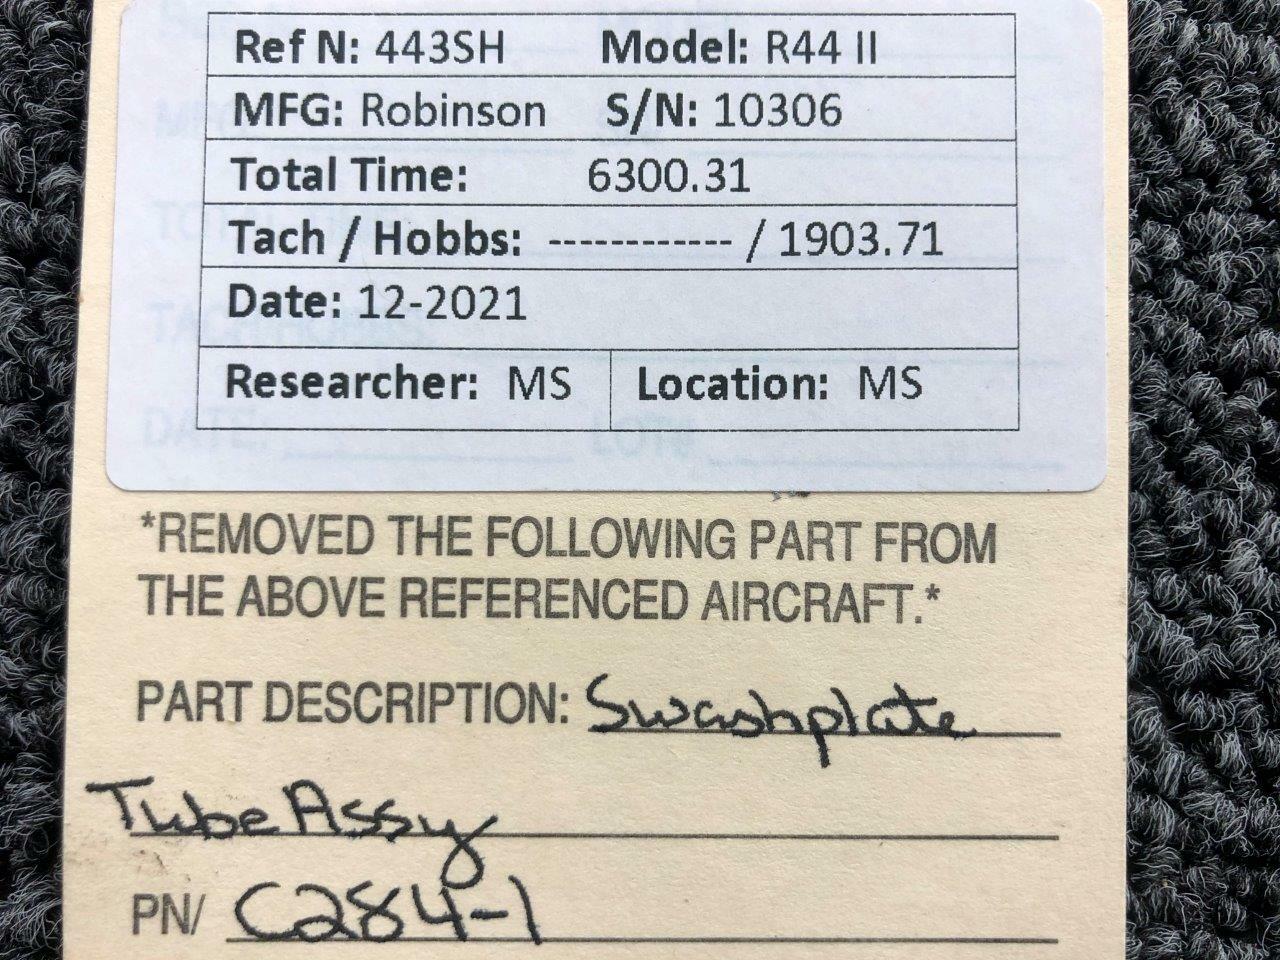 Ref N: 443SH Model: R44 II
MFG: Robinson S/N: 10306
Total Time: 6300.31
Tach / Hobbs: ------------ / 1903.71
Date: 12-2021
Researcher: MS Location: MS
DATE: LOT#
*REMOVED THE FOLLOWING PART FROM
THE ABOVE REFERENCED AIRCRAFT.*
PART DESCRIPTION: Swashplate
Tube Assy
PN/ C284-1